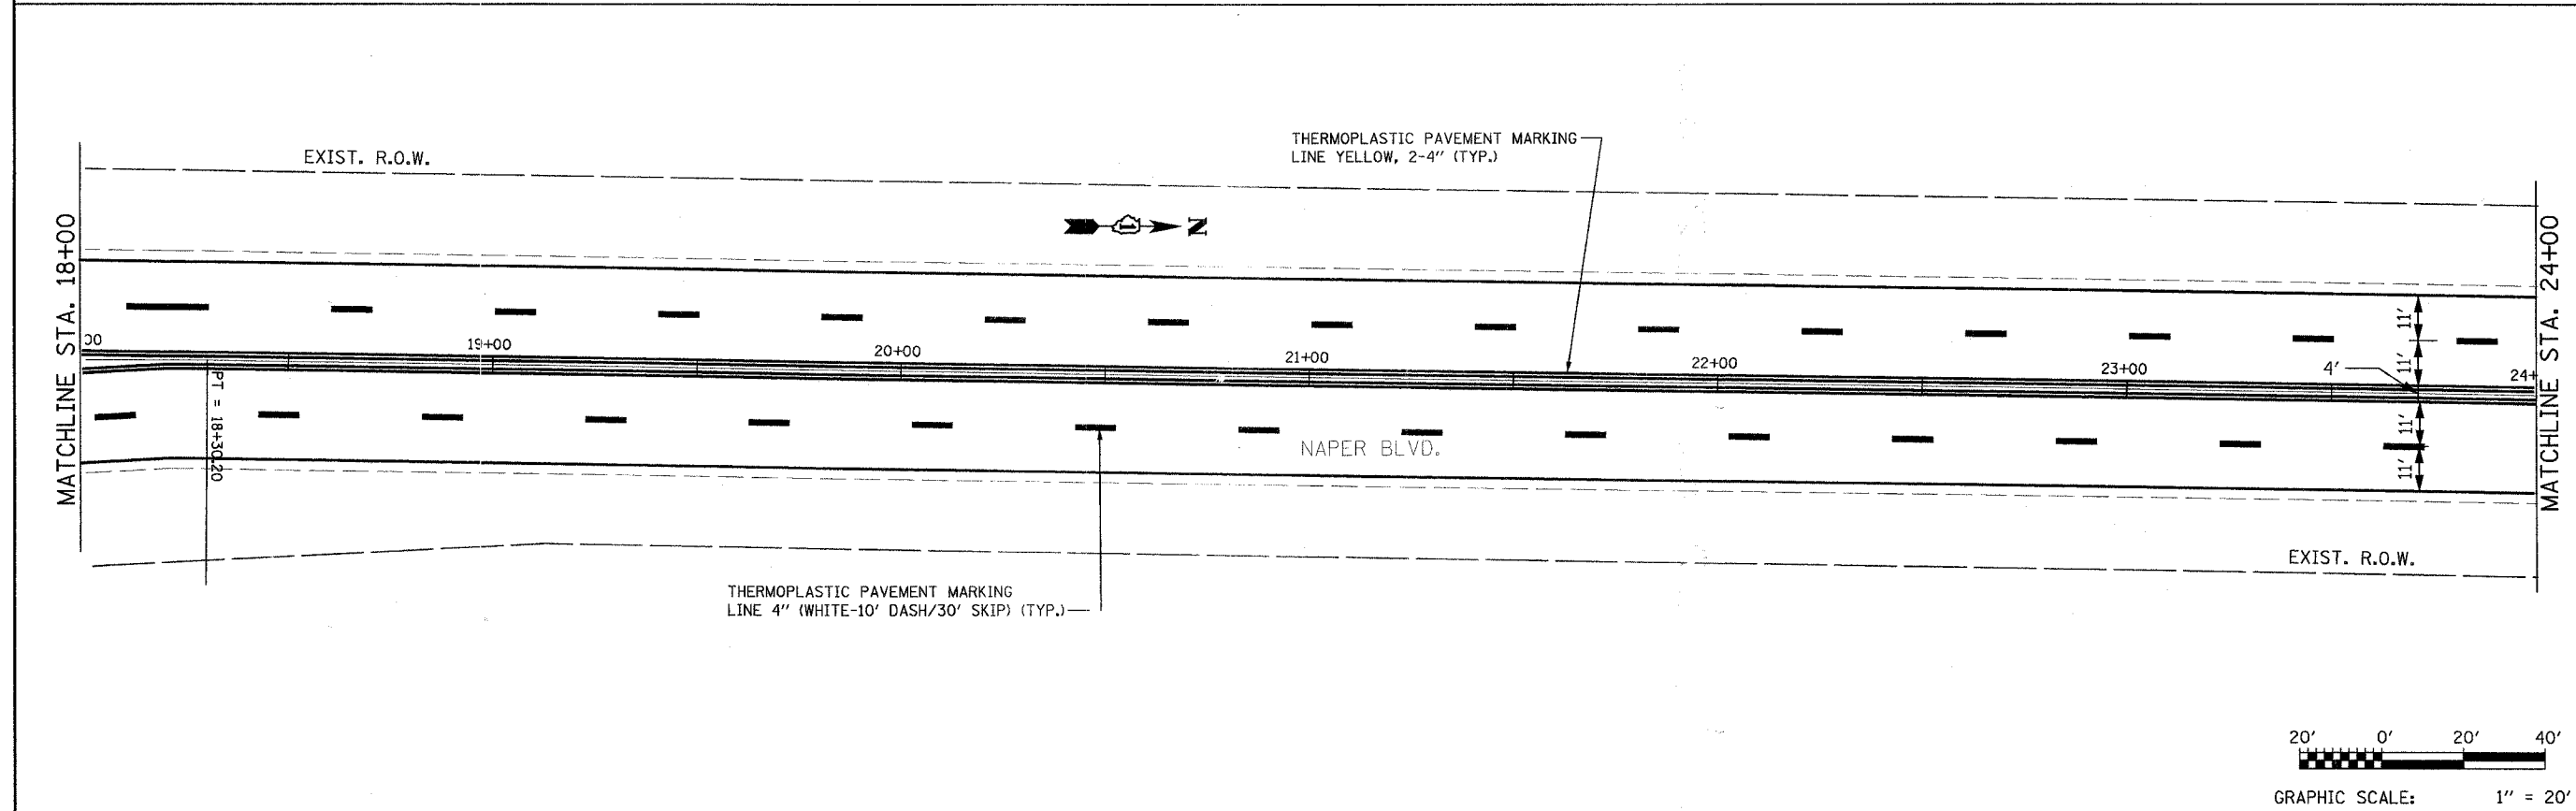 THERMOPLASTIC PAVEMENT MARKING
LINE YELLOW, 2-4" (TYP.)
EXIST. R.O.W.
N
MATCHLINE STA. 18+00
MATCHLINE STA. 24+00
00
19+00
20+00
21+00
22+00
23+00
24+
11'
11'
4'
11'
11'
PT = 18+30.20
NAPER BLVD.
EXIST. R.O.W.
THERMOPLASTIC PAVEMENT MARKING
LINE 4" (WHITE-10' DASH/30' SKIP) (TYP.)
20' 0' 20' 40'
GRAPHIC SCALE: 1" = 20'